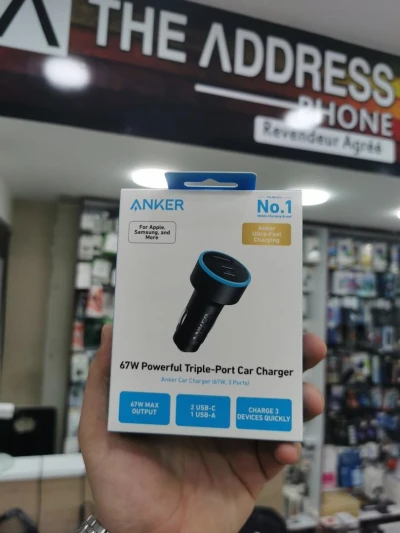 THE ADDRESS
PHONE
Revendeur Agréé
ANKER
No.1
For Apple,
Samsung, and
More
Anker
Ultra-Fast
Charging
ANKER
67W Powerful Triple-Port Car Charger
Anker Car Charger (67W, 3 Ports)
67W MAX
OUTPUT
2 USB-C
1 USB-A
CHARGE 3
DEVICES QUICKLY